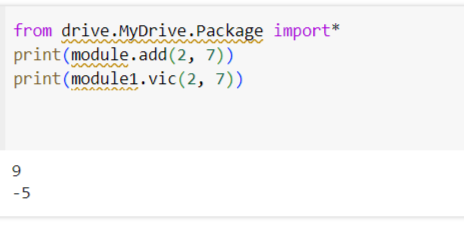 from drive.MyDrive.Package import*
print(module.add(2, 7))
print(module1.vic(2, 7))
9
-5